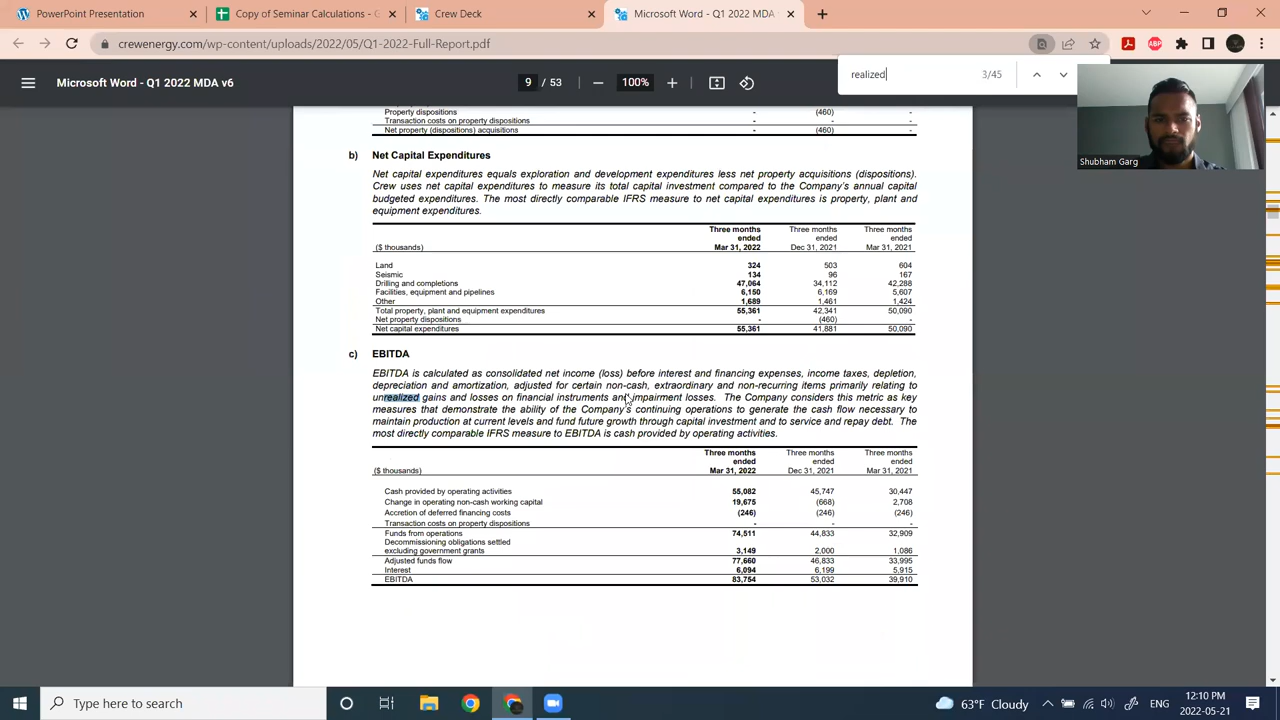 PowerPoint Presentation
Copy of Seminar Calculations - G
Crew Deck
Microsoft Word - Q1 2022 MDA v
crewenergy.com/wp-content/uploads/2022/05/Q1-2022-Full-Report.pdf
ABP
realized
3/45
Microsoft Word - Q1 2022 MDA v6
9 / 53
100%
Shubham Garg
Property dispositions - (460) -
Transaction costs on property dispositions - - -
Net property (dispositions) acquisitions - (460) -
b) Net Capital Expenditures
Net capital expenditures equals exploration and development expenditures less net property acquisitions (dispositions).
Crew uses net capital expenditures to measure its total capital investment compared to the Company's annual capital
budgeted expenditures. The most directly comparable IFRS measure to net capital expenditures is property, plant and
equipment expenditures.
Three months Three months Three months
ended ended ended
($ thousands) Mar 31, 2022 Dec 31, 2021 Mar 31, 2021
Land 324 503 604
Seismic 134 96 167
Drilling and completions 47,064 34,112 42,288
Facilities, equipment and pipelines 6,150 6,169 5,607
Other 1,689 1,461 1,424
Total property, plant and equipment expenditures 55,361 42,341 50,090
Net property dispositions - (460) -
Net capital expenditures 55,361 41,881 50,090
c) EBITDA
EBITDA is calculated as consolidated net income (loss) before interest and financing expenses, income taxes, depletion,
depreciation and amortization, adjusted for certain non-cash, extraordinary and non-recurring items primarily relating to
unrealized gains and losses on financial instruments and impairment losses. The Company considers this metric as key
measures that demonstrate the ability of the Company's continuing operations to generate the cash flow necessary to
maintain production at current levels and fund future growth through capital investment and to service and repay debt. The
most directly comparable IFRS measure to EBITDA is cash provided by operating activities.
Three months Three months Three months
ended ended ended
($ thousands) Mar 31, 2022 Dec 31, 2021 Mar 31, 2021
Cash provided by operating activities 55,082 45,747 30,447
Change in operating non-cash working capital 19,675 (668) 2,708
Accretion of deferred financing costs (246) (246) (246)
Transaction costs on property dispositions - - -
Funds from operations 74,511 44,833 32,909
Decommissioning obligations settled
excluding government grants 3,149 2,000 1,086
Adjusted funds flow 77,660 46,833 33,995
Interest 6,094 6,199 5,915
EBITDA 83,754 53,032 39,910
Type here to search
63°F Cloudy
ENG
12:10 PM
2022-05-21